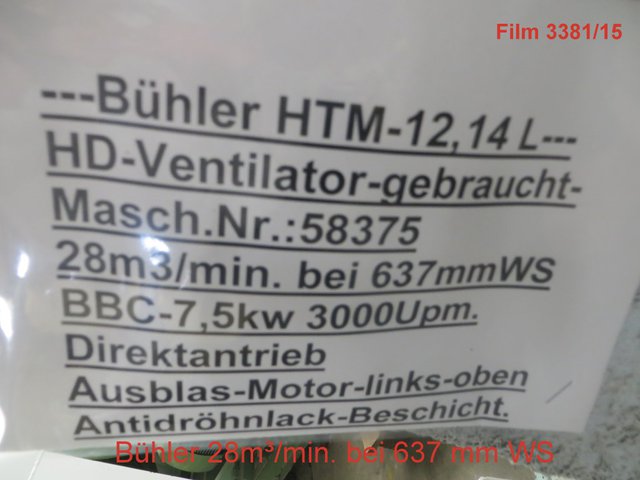 Film 3381/15
---Bühler HTM-12,14 L---
HD-Ventilator-gebraucht-
Masch.Nr.:58375
28m3/min. bei 637mmWS
BBC-7,5kw 3000Upm.
Direktantrieb
Ausblas-Motor-links-oben
Antidröhnlack-Beschicht.
Bühler 28m³/min. bei 637 mm WS